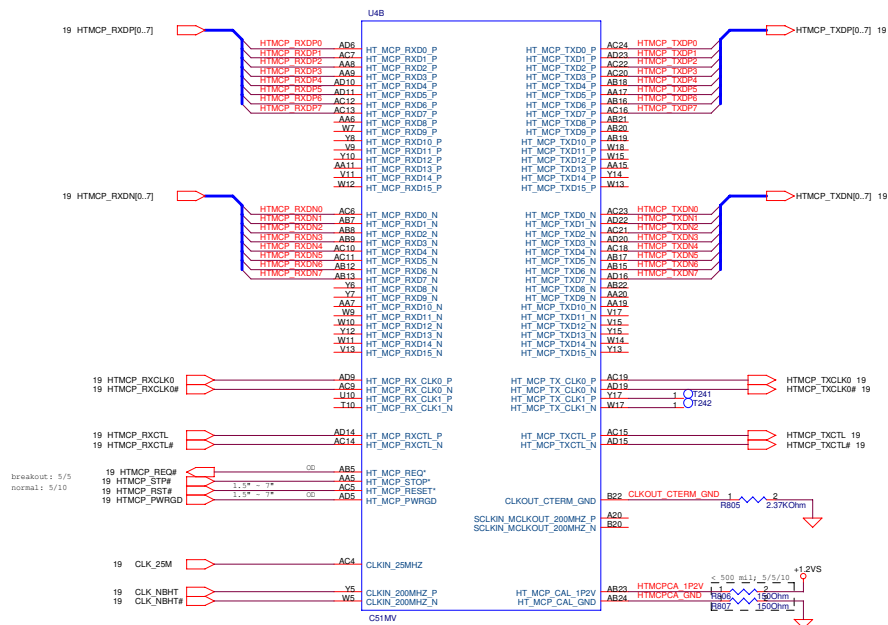 U4B
19 HTMCP_RXDP[0..7]
HTMCP_TXDP[0..7] 19
HTMCP_RXDP0 AD6 HT_MCP_RXD0_P HT_MCP_TXD0_P AC24 HTMCP_TXDP0
HTMCP_RXDP1 AC7 HT_MCP_RXD1_P HT_MCP_TXD1_P AD23 HTMCP_TXDP1
HTMCP_RXDP2 AA8 HT_MCP_RXD2_P HT_MCP_TXD2_P AC22 HTMCP_TXDP2
HTMCP_RXDP3 AA9 HT_MCP_RXD3_P HT_MCP_TXD3_P AC20 HTMCP_TXDP3
HTMCP_RXDP4 AD10 HT_MCP_RXD4_P HT_MCP_TXD4_P AB18 HTMCP_TXDP4
HTMCP_RXDP5 AD11 HT_MCP_RXD5_P HT_MCP_TXD5_P AA17 HTMCP_TXDP5
HTMCP_RXDP6 AC12 HT_MCP_RXD6_P HT_MCP_TXD6_P AB16 HTMCP_TXDP6
HTMCP_RXDP7 AC13 HT_MCP_RXD7_P HT_MCP_TXD7_P AC16 HTMCP_TXDP7
AA6 HT_MCP_RXD8_P HT_MCP_TXD8_P AB21
W7 HT_MCP_RXD9_P HT_MCP_TXD9_P AB20
Y8 HT_MCP_RXD10_P HT_MCP_TXD10_P AB19
V9 HT_MCP_RXD11_P HT_MCP_TXD11_P W18
Y10 HT_MCP_RXD12_P HT_MCP_TXD12_P W15
AA11 HT_MCP_RXD13_P HT_MCP_TXD13_P AA15
V11 HT_MCP_RXD14_P HT_MCP_TXD14_P Y14
W12 HT_MCP_RXD15_P HT_MCP_TXD15_P W13
19 HTMCP_RXDN[0..7]
HTMCP_TXDN[0..7] 19
HTMCP_RXDN0 AC6 HT_MCP_RXD0_N HT_MCP_TXD0_N AC23 HTMCP_TXDN0
HTMCP_RXDN1 AB7 HT_MCP_RXD1_N HT_MCP_TXD1_N AD22 HTMCP_TXDN1
HTMCP_RXDN2 AB8 HT_MCP_RXD2_N HT_MCP_TXD2_N AC21 HTMCP_TXDN2
HTMCP_RXDN3 AB9 HT_MCP_RXD3_N HT_MCP_TXD3_N AD20 HTMCP_TXDN3
HTMCP_RXDN4 AC10 HT_MCP_RXD4_N HT_MCP_TXD4_N AC18 HTMCP_TXDN4
HTMCP_RXDN5 AC11 HT_MCP_RXD5_N HT_MCP_TXD5_N AB17 HTMCP_TXDN5
HTMCP_RXDN6 AB12 HT_MCP_RXD6_N HT_MCP_TXD6_N AB15 HTMCP_TXDN6
HTMCP_RXDN7 AB13 HT_MCP_RXD7_N HT_MCP_TXD7_N AD16 HTMCP_TXDN7
Y6 HT_MCP_RXD8_N HT_MCP_TXD8_N AB22
Y7 HT_MCP_RXD9_N HT_MCP_TXD9_N AA20
AA7 HT_MCP_RXD10_N HT_MCP_TXD10_N AA19
W9 HT_MCP_RXD11_N HT_MCP_TXD11_N V17
W10 HT_MCP_RXD12_N HT_MCP_TXD12_N V15
Y12 HT_MCP_RXD13_N HT_MCP_TXD13_N Y15
W11 HT_MCP_RXD14_N HT_MCP_TXD14_N W14
V13 HT_MCP_RXD15_N HT_MCP_TXD15_N Y13
19 HTMCP_RXCLK0 AD9 HT_MCP_RX_CLK0_P HT_MCP_TX_CLK0_P AC19 HTMCP_TXCLK0 19
19 HTMCP_RXCLK0# AC9 HT_MCP_RX_CLK0_N HT_MCP_TX_CLK0_N AD19 HTMCP_TXCLK0# 19
U10 HT_MCP_RX_CLK1_P HT_MCP_TX_CLK1_P Y17 1 T241
T10 HT_MCP_RX_CLK1_N HT_MCP_TX_CLK1_N W17 1 T242
19 HTMCP_RXCTL AD14 HT_MCP_RXCTL_P HT_MCP_TXCTL_P AC15 HTMCP_TXCTL 19
19 HTMCP_RXCTL# AC14 HT_MCP_RXCTL_N HT_MCP_TXCTL_N AD15 HTMCP_TXCTL# 19
breakout: 5/5
normal: 5/10
19 HTMCP_REQ# OD AB5 HT_MCP_REQ*
19 HTMCP_STP# AA5 HT_MCP_STOP*
19 HTMCP_RST# 1.5" ~ 7" AC5 HT_MCP_RESET*
19 HTMCP_PWRGD 1.5" ~ 7" OD AD5 HT_MCP_PWRGD
CLKOUT_CTERM_GND B22 CLKOUT_CTERM_GND 1 2
R805 2.37KOhm
SCLKIN_MCLKOUT_200MHZ_P A20
SCLKIN_MCLKOUT_200MHZ_N B20
19 CLK_25M AC4 CLKIN_25MHZ
+1.2VS
< 500 mil; 5/5/10
19 CLK_NBHT Y5 CLKIN_200MHZ_P HT_MCP_CAL_1P2V AB23 HTMCPCA_1P2V 1 2
R806 150Ohm
19 CLK_NBHT# W5 CLKIN_200MHZ_N HT_MCP_CAL_GND AB24 HTMCPCA_GND 1 2
R807 150Ohm
C51MV